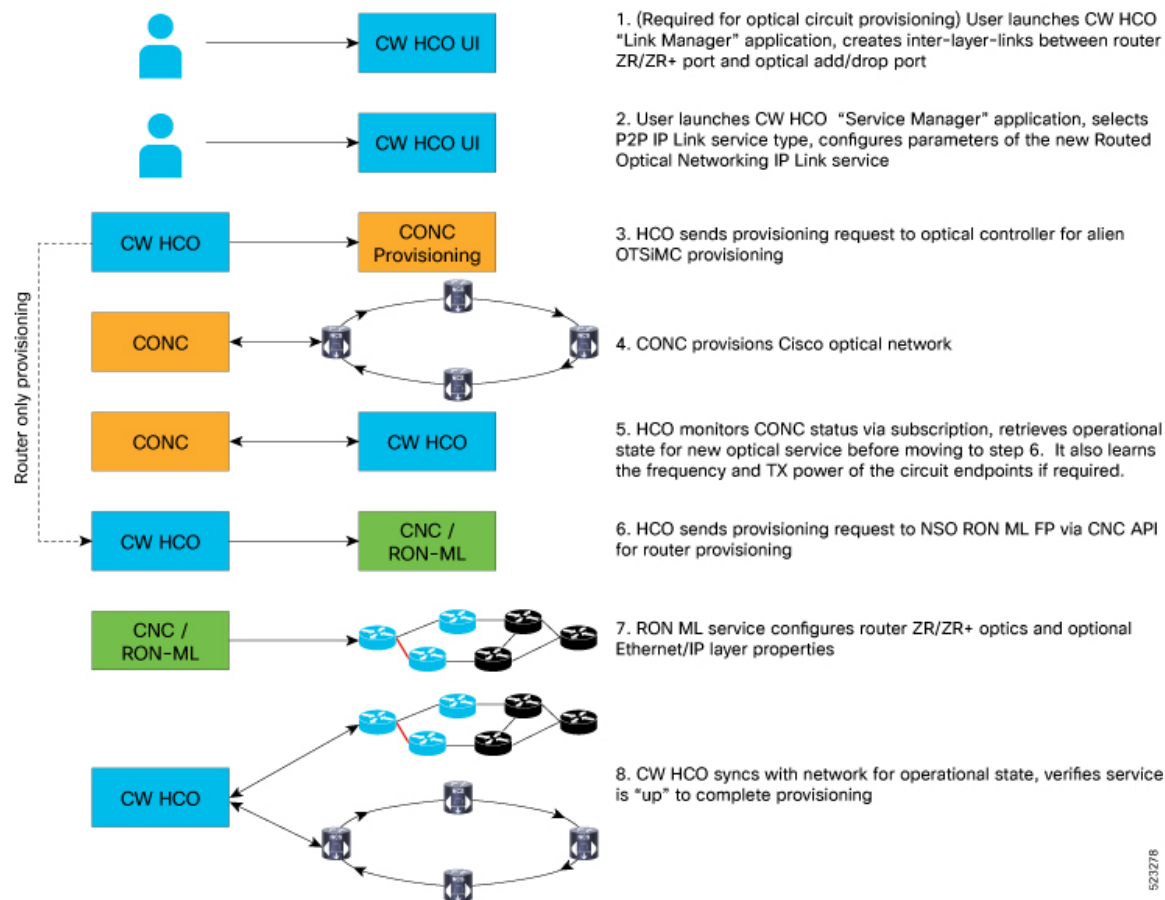 CW HCO UI
1. (Required for optical circuit provisioning) User launches CW HCO
“Link Manager” application, creates inter-layer-links between router
ZR/ZR+ port and optical add/drop port
CW HCO UI
2. User launches CW HCO “Service Manager” application, selects
P2P IP Link service type, configures parameters of the new Routed
Optical Networking IP Link service
Router only provisioning
CW HCO
CONC
Provisioning
3. HCO sends provisioning request to optical controller for alien
OTSiMC provisioning
CONC
4. CONC provisions Cisco optical network
CONC
CW HCO
5. HCO monitors CONC status via subscription, retrieves operational
state for new optical service before moving to step 6. It also learns
the frequency and TX power of the circuit endpoints if required.
CW HCO
CNC /
RON-ML
6. HCO sends provisioning request to NSO RON ML FP via CNC API
for router provisioning
CNC /
RON-ML
7. RON ML service configures router ZR/ZR+ optics and optional
Ethernet/IP layer properties
CW HCO
8. CW HCO syncs with network for operational state, verifies service
is “up” to complete provisioning
523278